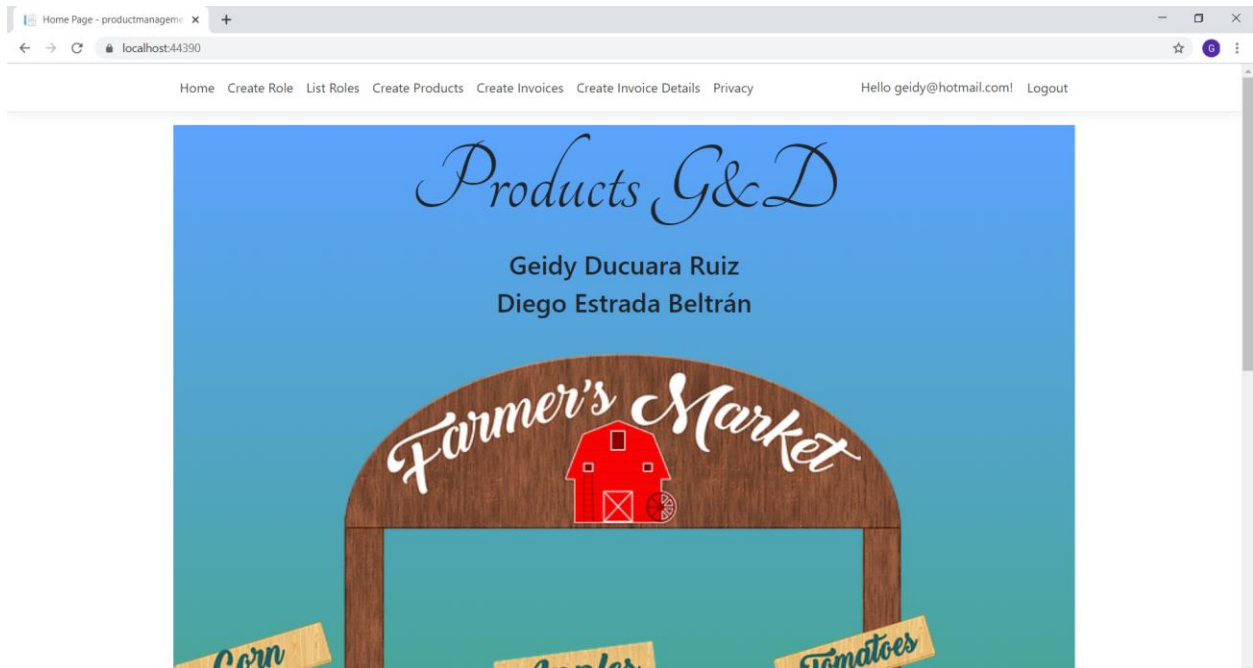 Home Page - productmanageme
localhost:44390
G
Home Create Role List Roles Create Products Create Invoices Create Invoice Details Privacy Hello geidy@hotmail.com! Logout
Products G&D
Geidy Ducuara Ruiz
Diego Estrada Beltrán
Farmer's Market
Corn
Apples
Tomatoes